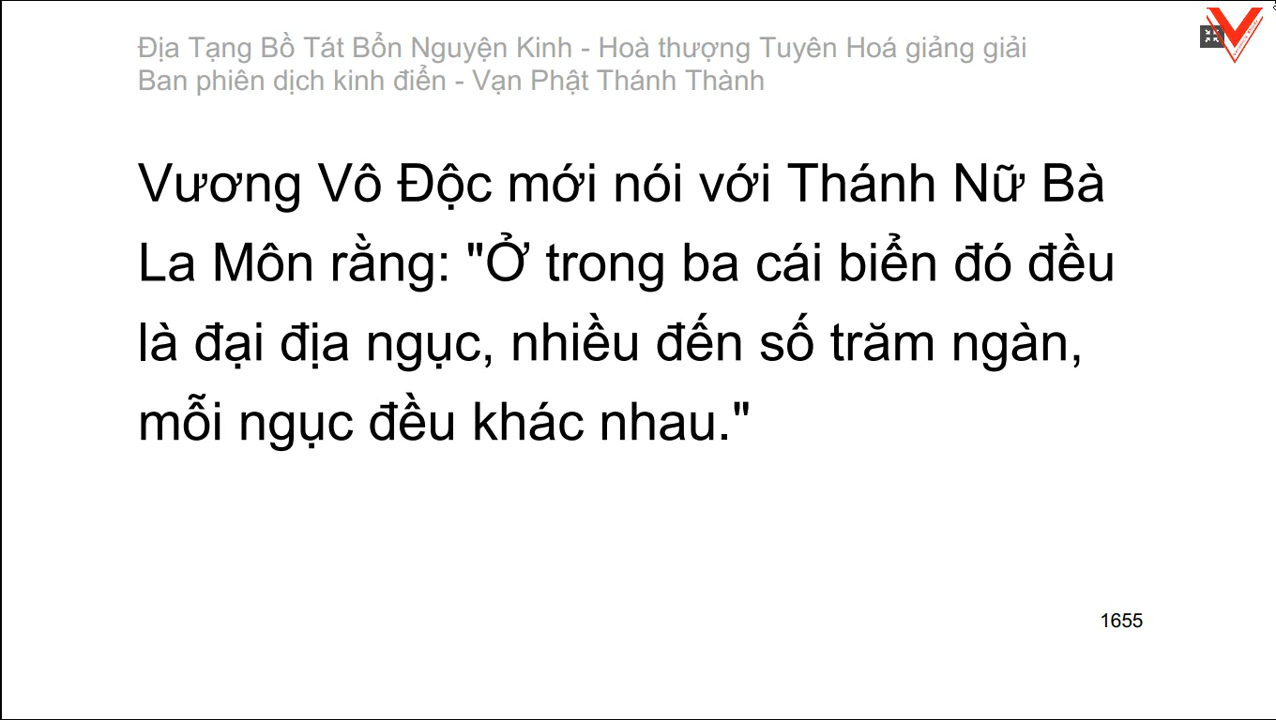 Địa Tạng Bồ Tát Bổn Nguyện Kinh - Hoà thượng Tuyên Hoá giảng giải
Ban phiên dịch kinh điển - Vạn Phật Thánh Thành
Vương Vô Độc mới nói với Thánh Nữ Bà
La Môn rằng: "Ở trong ba cái biển đó đều
là đại địa ngục, nhiều đến số trăm ngàn,
mỗi ngục đều khác nhau."
1655